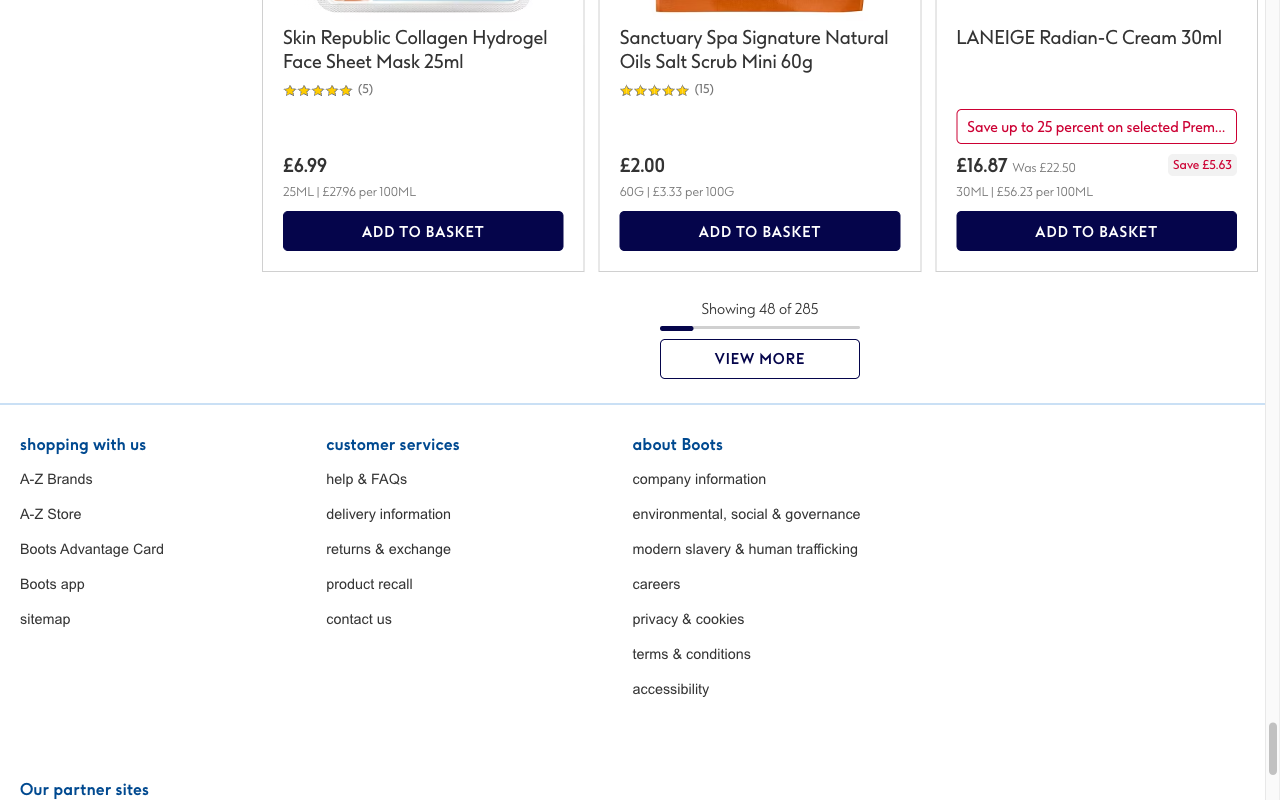 Skin Republic Collagen Hydrogel
Face Sheet Mask 25ml
(5)
£6.99
25ML | £27.96 per 100ML
ADD TO BASKET
Sanctuary Spa Signature Natural
Oils Salt Scrub Mini 60g
(15)
£2.00
60G | £3.33 per 100G
ADD TO BASKET
LANEIGE Radian-C Cream 30ml
Save up to 25 percent on selected Prem...
£16.87 Was £22.50
Save £5.63
30ML | £56.23 per 100ML
ADD TO BASKET
Showing 48 of 285
VIEW MORE
shopping with us
A-Z Brands
A-Z Store
Boots Advantage Card
Boots app
sitemap
customer services
help & FAQs
delivery information
returns & exchange
product recall
contact us
about Boots
company information
environmental, social & governance
modern slavery & human trafficking
careers
privacy & cookies
terms & conditions
accessibility
Our partner sites